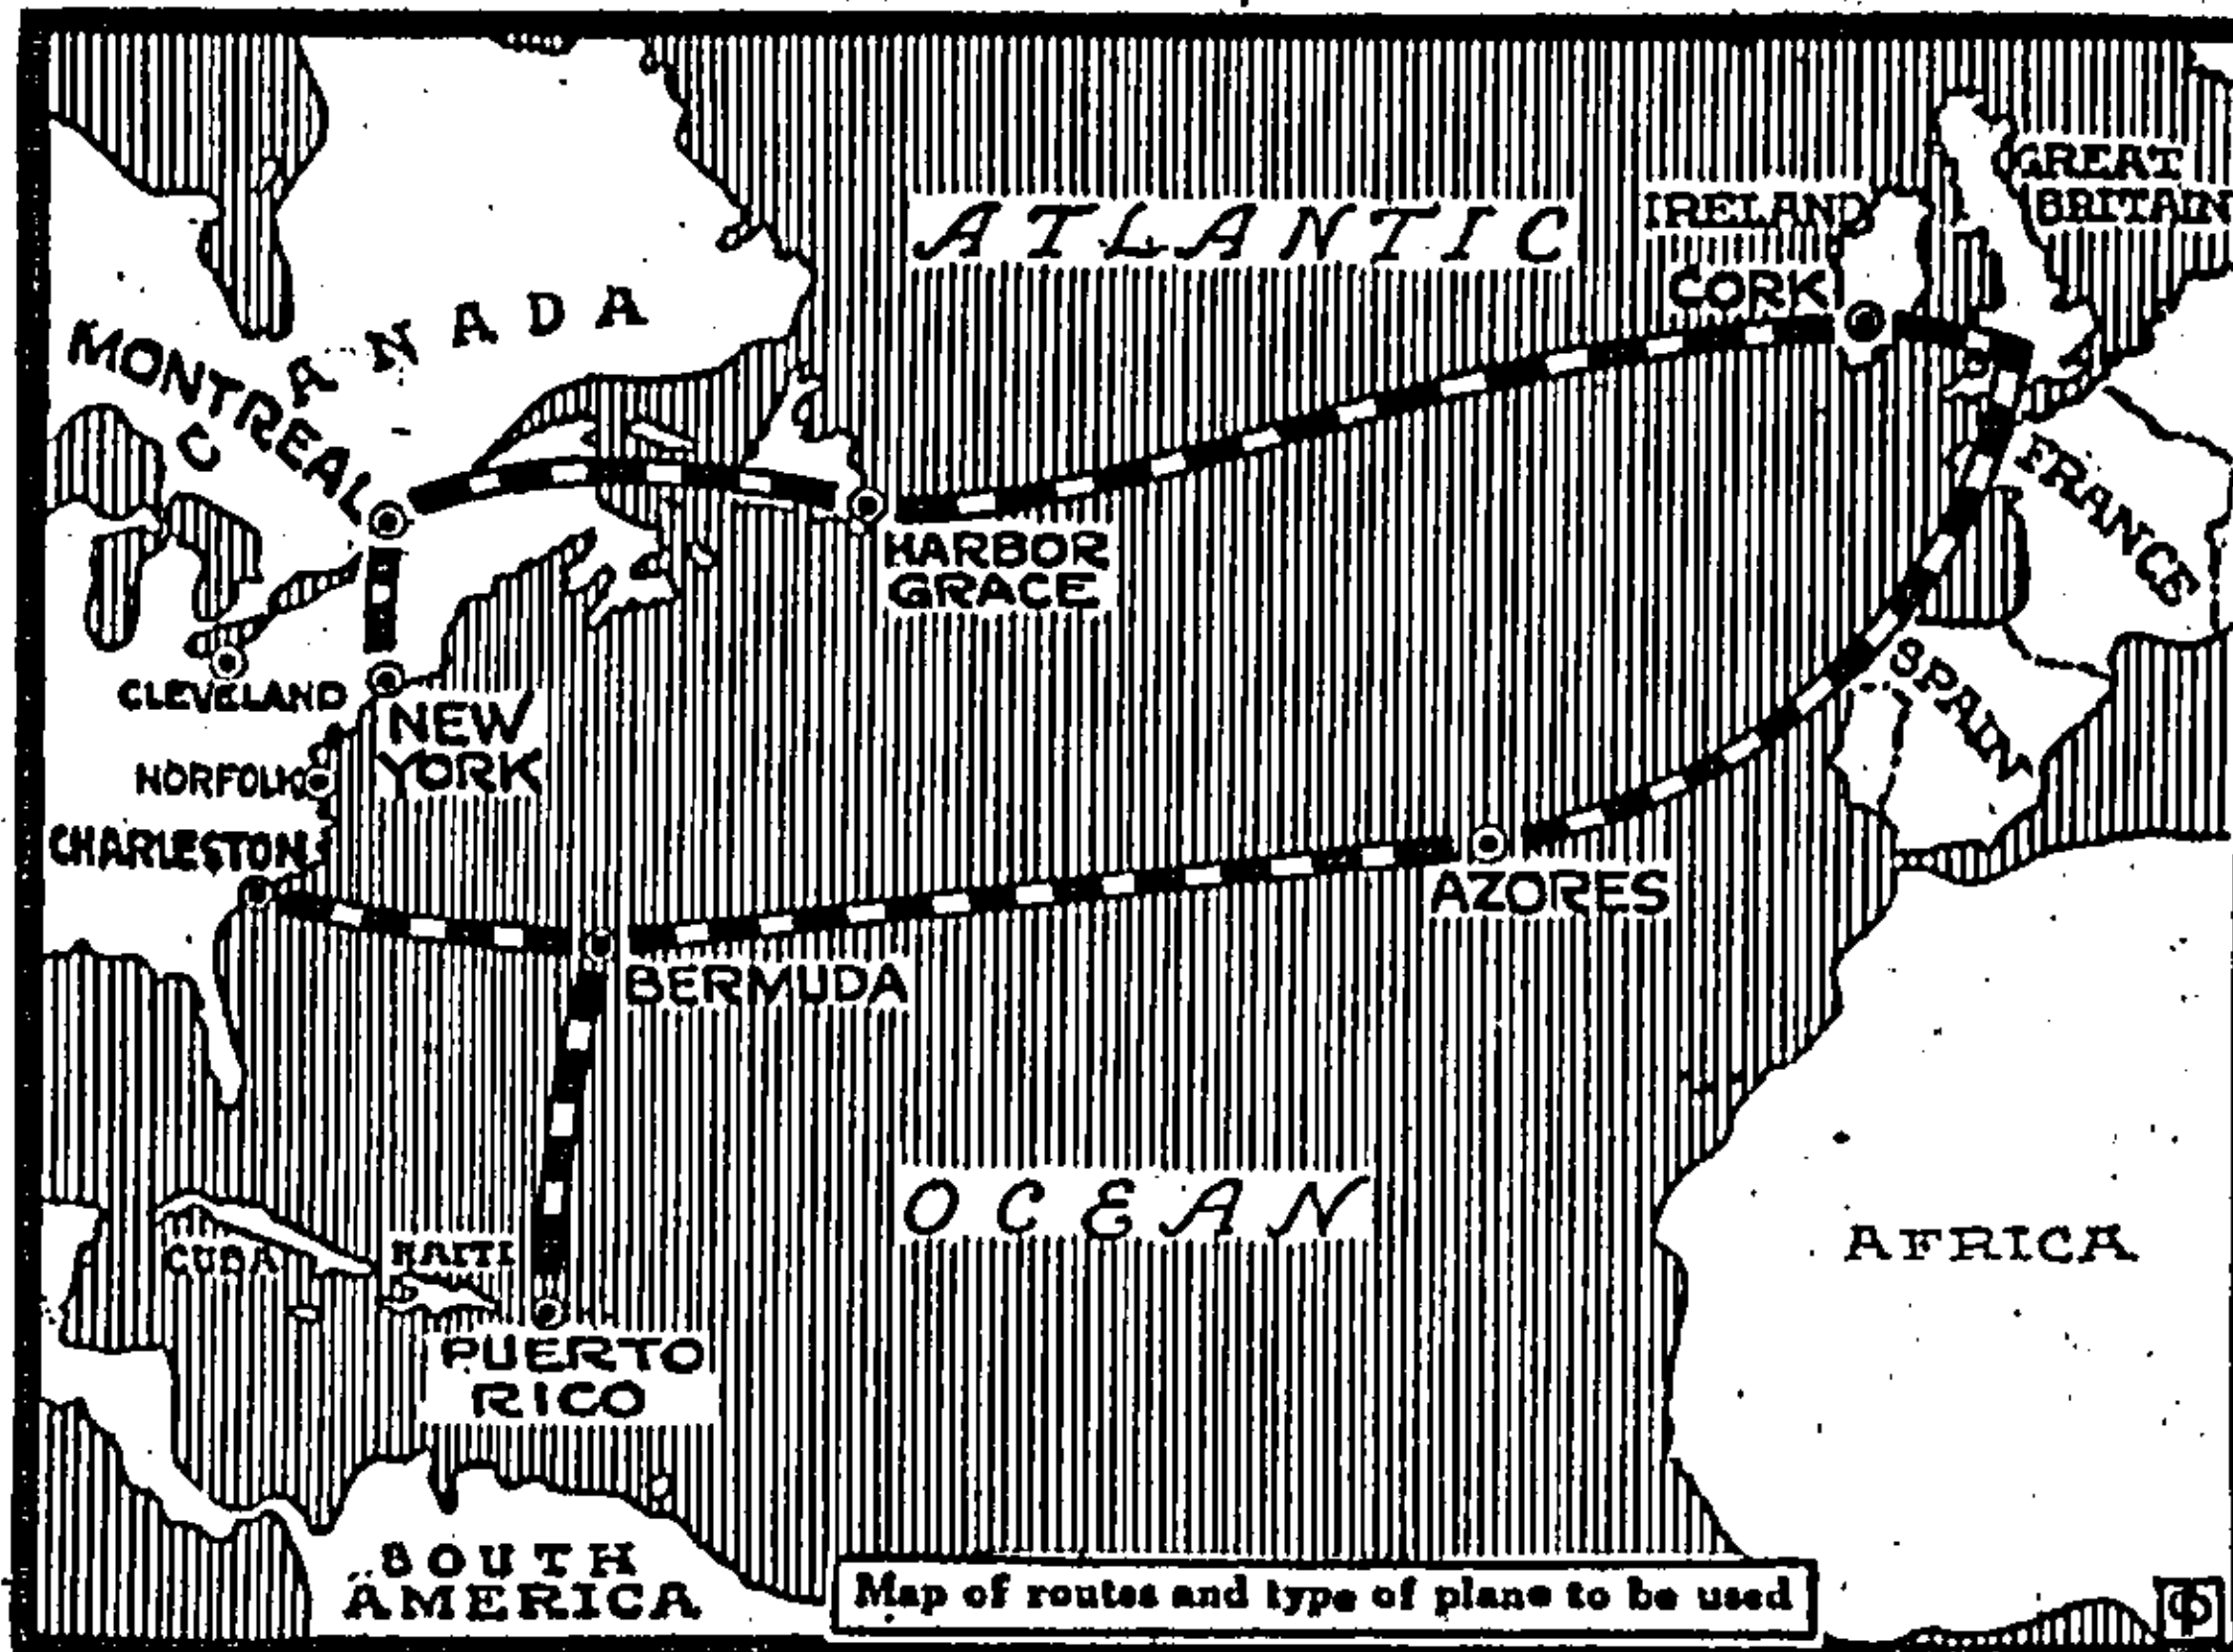 ATLANTIC
IRELAND
GREAT
BRITAIN
CORK
CANADA
MONTREAL
HARBOR
GRACE
FRANCE
CLEVELAND
NEW
YORK
SPAIN
NORFOLK
CHARLESTON
AZORES
BERMUDA
OCEAN
CUBA
HAITI
AFRICA
PUERTO
RICO
SOUTH
AMERICA
Map of routes and type of plane to be used